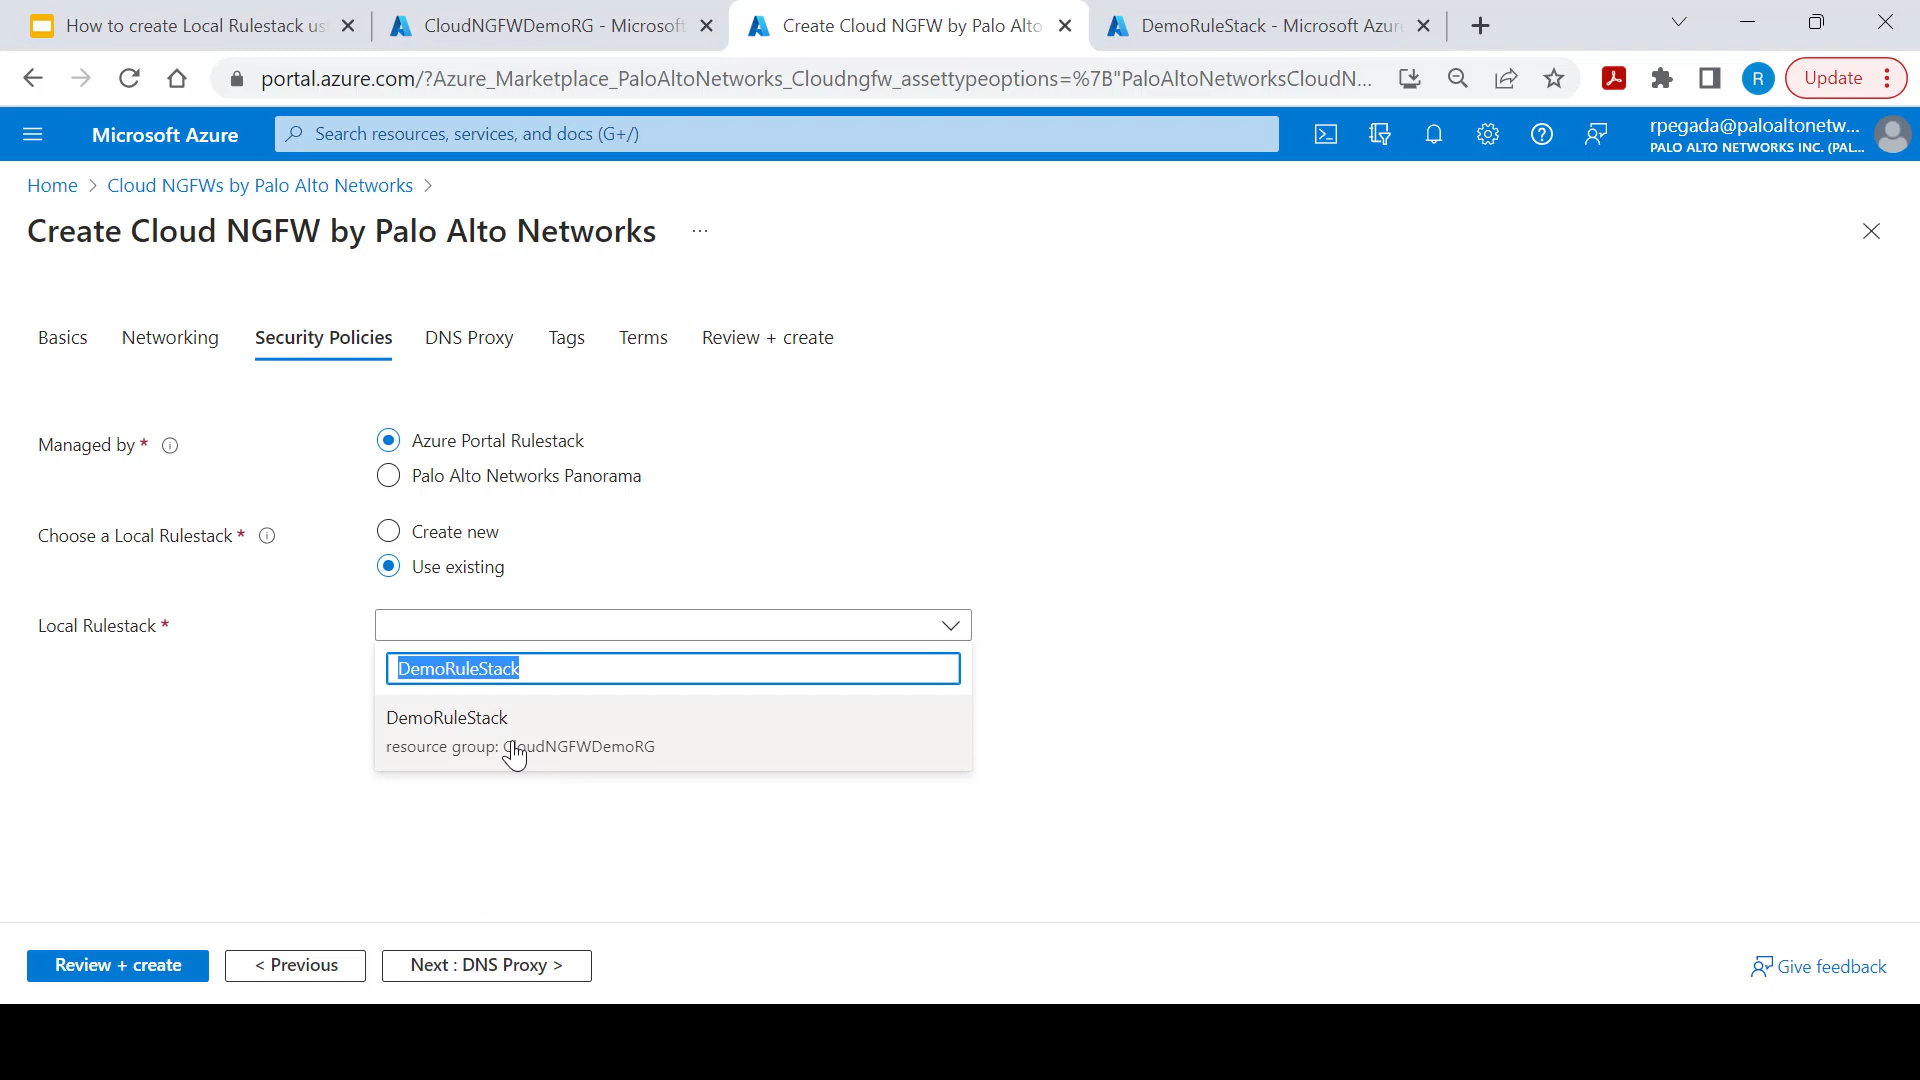 How to create Local Rulestack us
CloudNGFWDemoRG - Microsoft
Create Cloud NGFW by Palo Alto
DemoRuleStack - Microsoft Azur
portal.azure.com/?Azure_Marketplace_PaloAltoNetworks_Cloudngfw_assettypeoptions=%7B"PaloAltoNetworksCloudN...
R
Update
Microsoft Azure
Search resources, services, and docs (G+/)
rpegada@paloaltonetw...
PALO ALTO NETWORKS INC. (PAL...
Home > Cloud NGFWs by Palo Alto Networks >
Create Cloud NGFW by Palo Alto Networks ...
Basics Networking Security Policies DNS Proxy Tags Terms Review + create
Managed by *
Azure Portal Rulestack
Palo Alto Networks Panorama
Choose a Local Rulestack *
Create new
Use existing
Local Rulestack *
DemoRuleStack
DemoRuleStack
resource group: CloudNGFWDemoRG
Review + create
< Previous
Next : DNS Proxy >
Give feedback